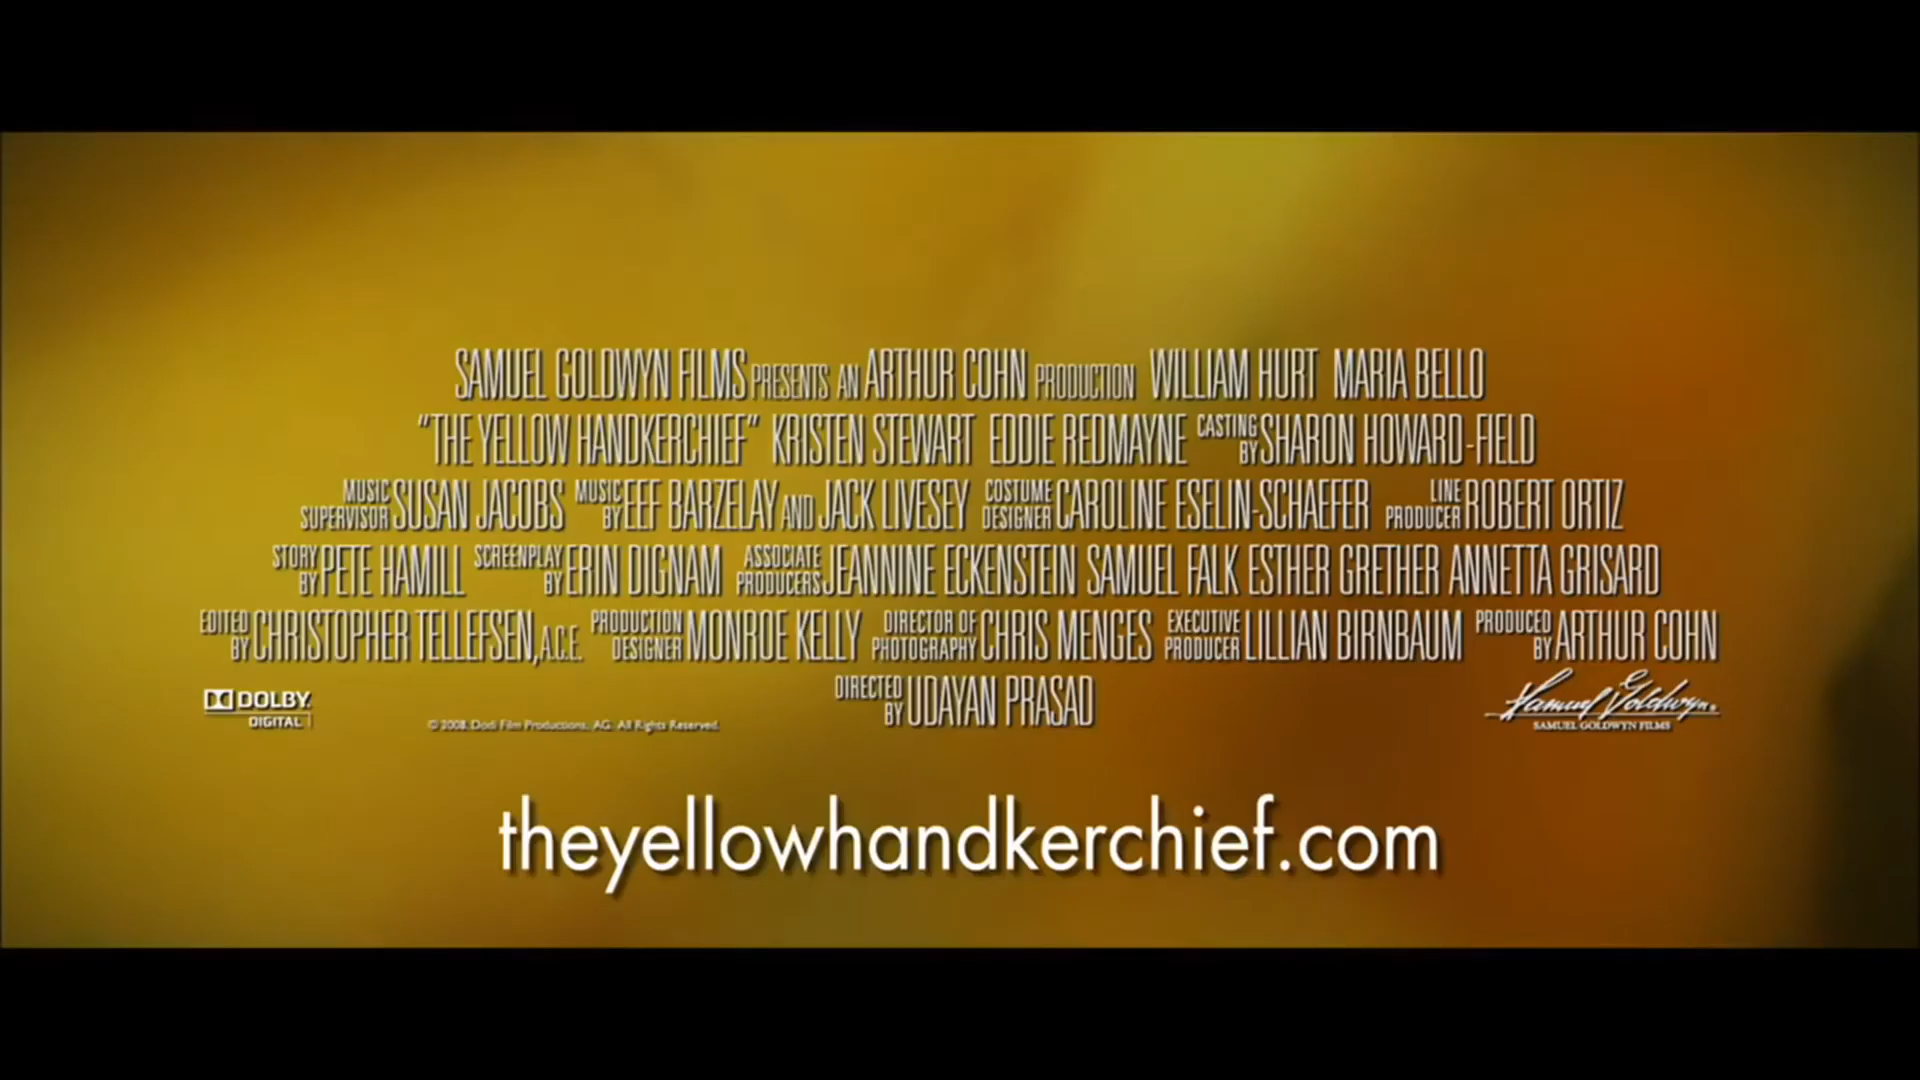 SAMUEL GOLDWYN FILMS PRESENTS AN ARTHUR COHN PRODUCTION WILLIAM HURT MARIA BELLO
"THE YELLOW HANDKERCHIEF" KRISTEN STEWART EDDIE REDMAYNE CASTING BY SHARON HOWARD-FIELD
MUSIC SUPERVISOR SUSAN JACOBS MUSIC BY EEF BARZELAY AND JACK LIVESEY COSTUME DESIGNER CAROLINE ESELIN-SCHAEFER LINE PRODUCER ROBERT ORTIZ
STORY BY PETE HAMILL SCREENPLAY BY ERIN DIGNAM ASSOCIATE PRODUCERS JEANNINE ECKENSTEIN SAMUEL FALK ESTHER GRETHER ANNETTA GRISARD
EDITED BY CHRISTOPHER TELLEFSEN, A.C.E. PRODUCTION DESIGNER MONROE KELLY DIRECTOR OF PHOTOGRAPHY CHRIS MENGES EXECUTIVE PRODUCER LILLIAN BIRNBAUM PRODUCED BY ARTHUR COHN
DIRECTED BY UDAYAN PRASAD
DOLBY DIGITAL
© 2008. Dodi Film Productions, AG. All Rights Reserved.
Samuel Goldwyn.
SAMUEL GOLDWYN FILMS
theyellowhandkerchief.com